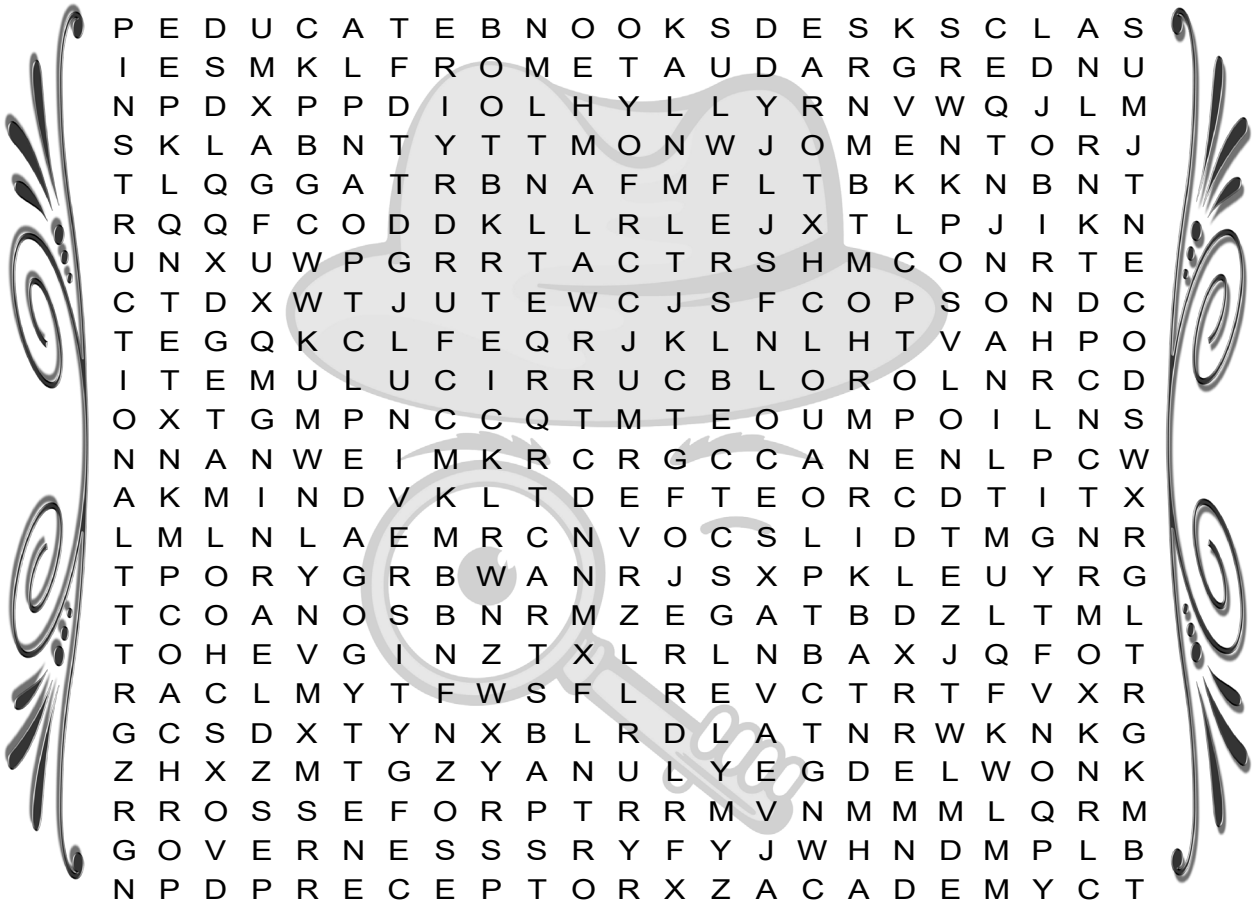 P E D U C A T E B N O O K S D E S K S C L A S
I E S M K L F R O M E T A U D A R G R E D N U
N P D X P P D I O L H Y L L Y R N V W Q J L M
S K L A B N T Y T T M O N W J O M E N T O R J
T L Q G G A T R B N A F M F L T B K K N B N T
R Q Q F C O D D K L L R L E J X T L P J I K N
U N X U W P G R R T A C T R S H M C O N R T E
C T D X W T J U T E W C J S F C O P S O N D C
T E G Q K C L F E Q R J K L N L H T V A H P O
I T E M U L U C I R R U C B L O R O L N R C D
O X T G M P N C C Q T M T E O U M P O I L N S
N N A N W E I M K R C R G C C A N E N L P C W
A K M I N D V K L T D E F T E O R C D T I T X
L M L N L A E M R C N V O C S L I D T M G N R
T P O R Y G R B W A N R J S X P K L E U Y R G
T C O A N O S B N R M Z E G A T B D Z L T M L
T O H E V G I N Z T X L R L N B A X J Q F O T
R A C L M Y T F W S F L R E V C T R T F V X R
G C S D X T Y N X B L R D L A T N R W K N K G
Z H X Z M T G Z Y A N U L Y E G D E L W O N K
R R O S S E F O R P T R R M V N M M M L Q R M
G O V E R N E S S S R Y F Y J W H N D M P L B
N P D P R E C E P T O R X Z A C A D E M Y C T